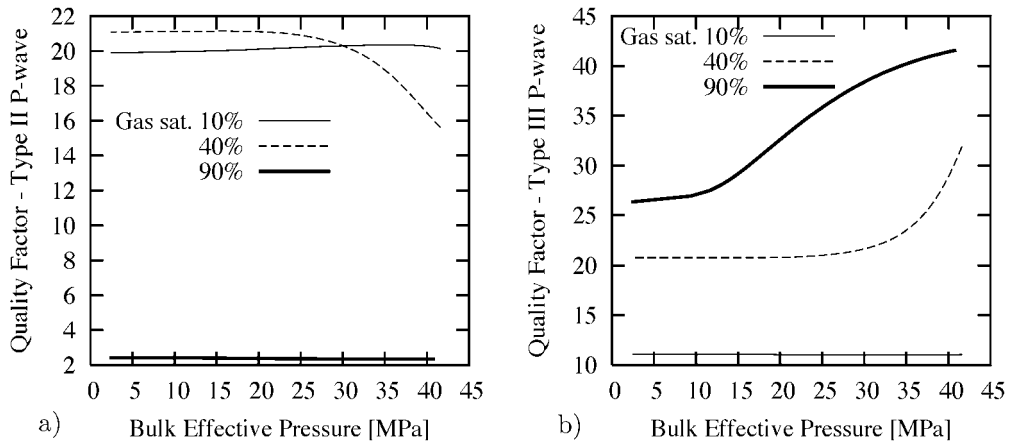 Quality Factor - Type II P-wave
22
20
18
16
14
12
10
8
6
4
2
Gas sat. 10%
40%
90%
0 5 10 15 20 25 30 35 40 45
Bulk Effective Pressure [MPa]
a)
Quality Factor - Type III P-wave
45
40
35
30
25
20
15
10
Gas sat. 10%
40%
90%
0 5 10 15 20 25 30 35 40 45
Bulk Effective Pressure [MPa]
b)